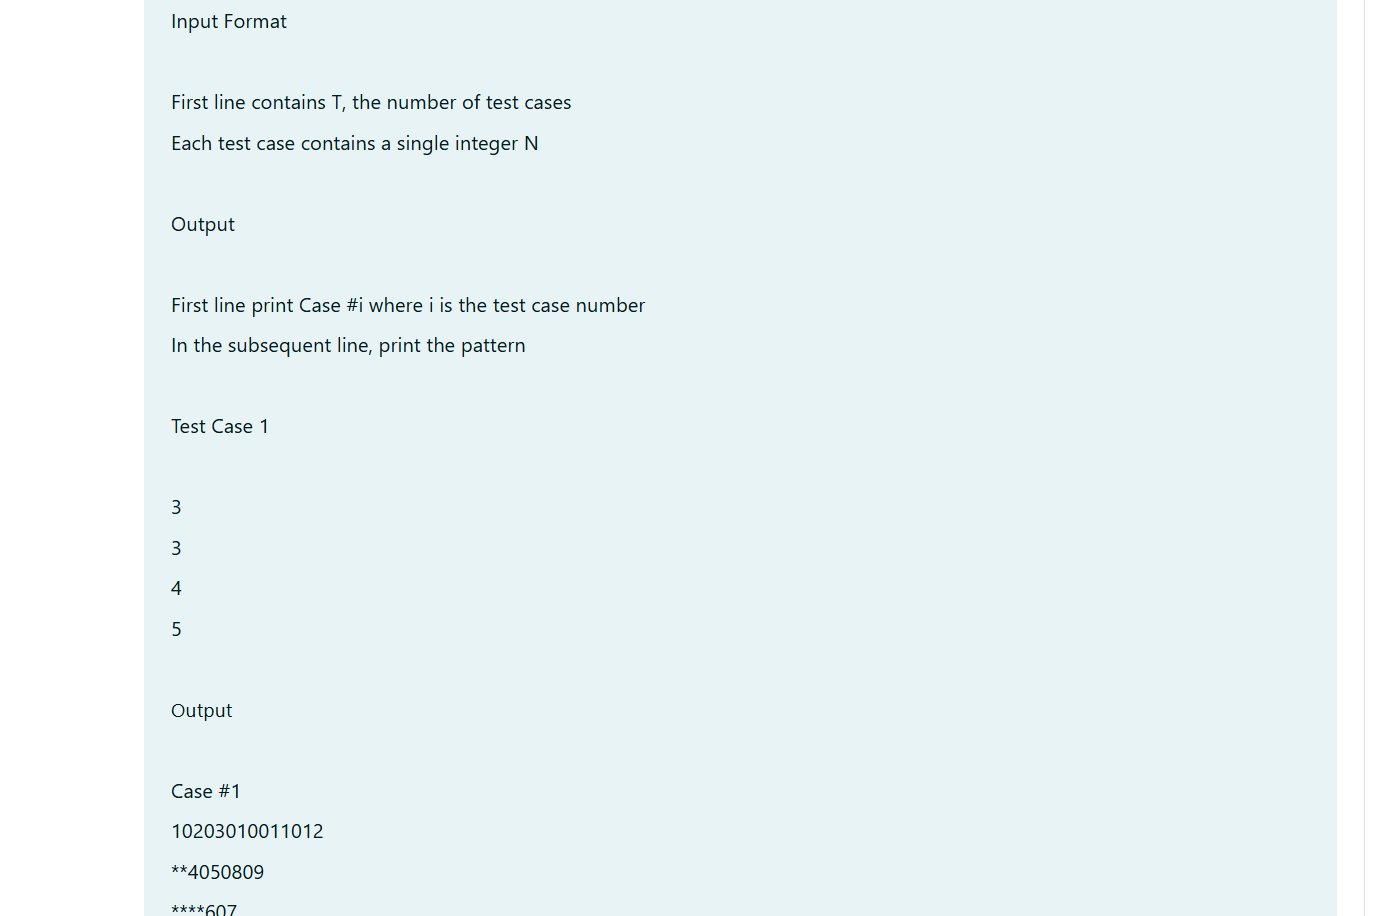 Input Format
First line contains T, the number of test cases
Each test case contains a single integer N
Output
First line print Case #i where i is the test case number
In the subsequent line, print the pattern
Test Case 1
3
3
4
5
Output
Case #1
10203010011012
**4050809
****607